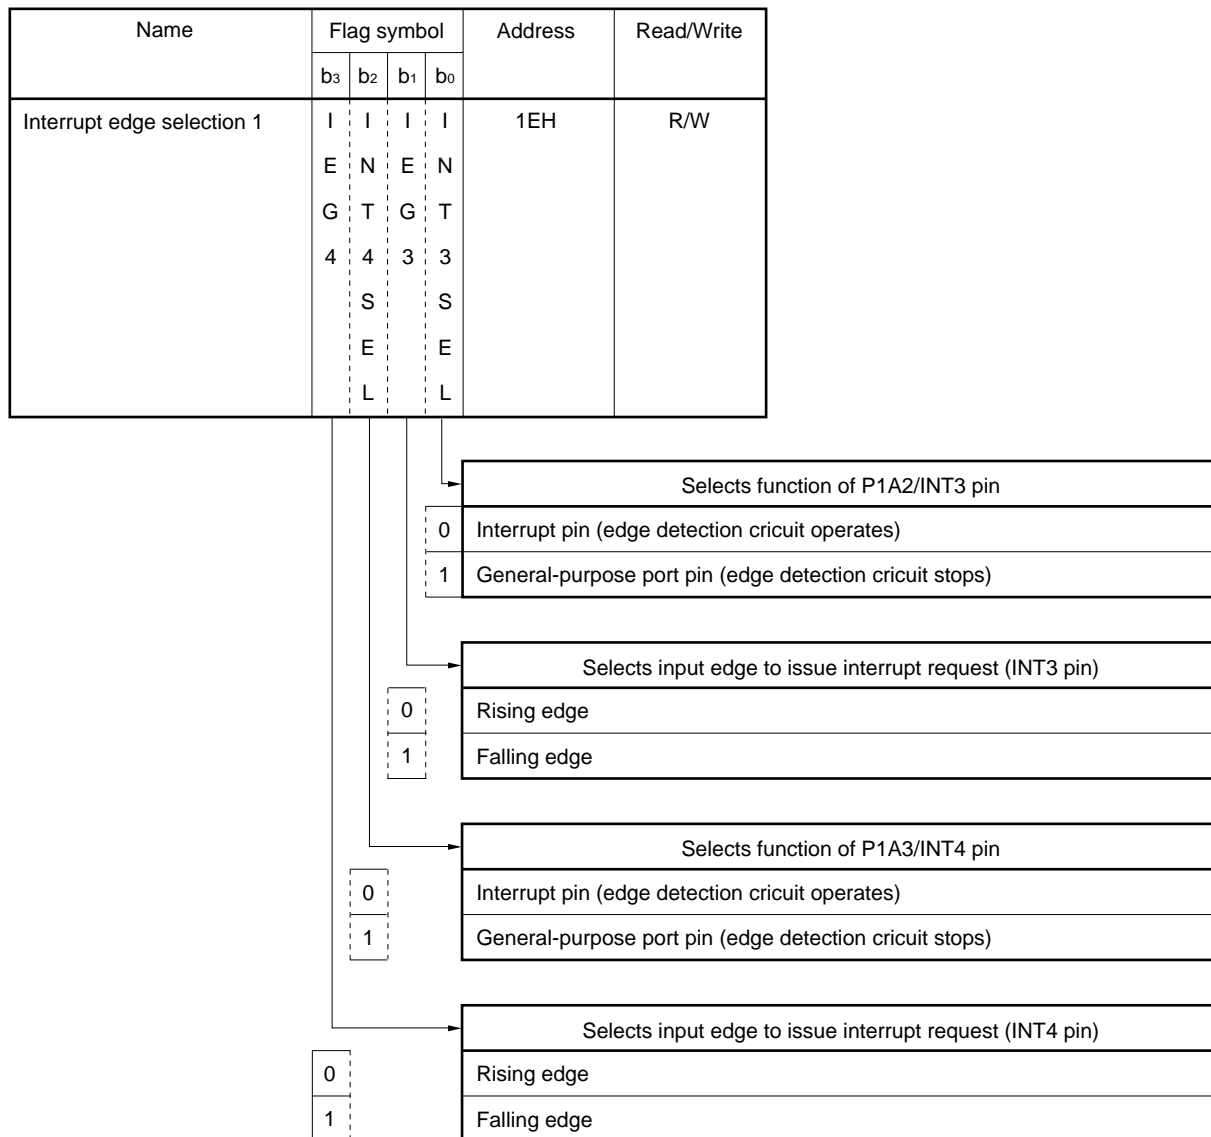 Name Flag symbol Address Read/Write
b3 b2 b1 b0
Interrupt edge selection 1 I I I I 1EH R/W
E N E N
G T G T
4 4 3 3
S S
E E
L L
Selects function of P1A2/INT3 pin
0 Interrupt pin (edge detection cricuit operates)
1 General-purpose port pin (edge detection cricuit stops)
Selects input edge to issue interrupt request (INT3 pin)
0 Rising edge
1 Falling edge
Selects function of P1A3/INT4 pin
0 Interrupt pin (edge detection cricuit operates)
1 General-purpose port pin (edge detection cricuit stops)
Selects input edge to issue interrupt request (INT4 pin)
0 Rising edge
1 Falling edge